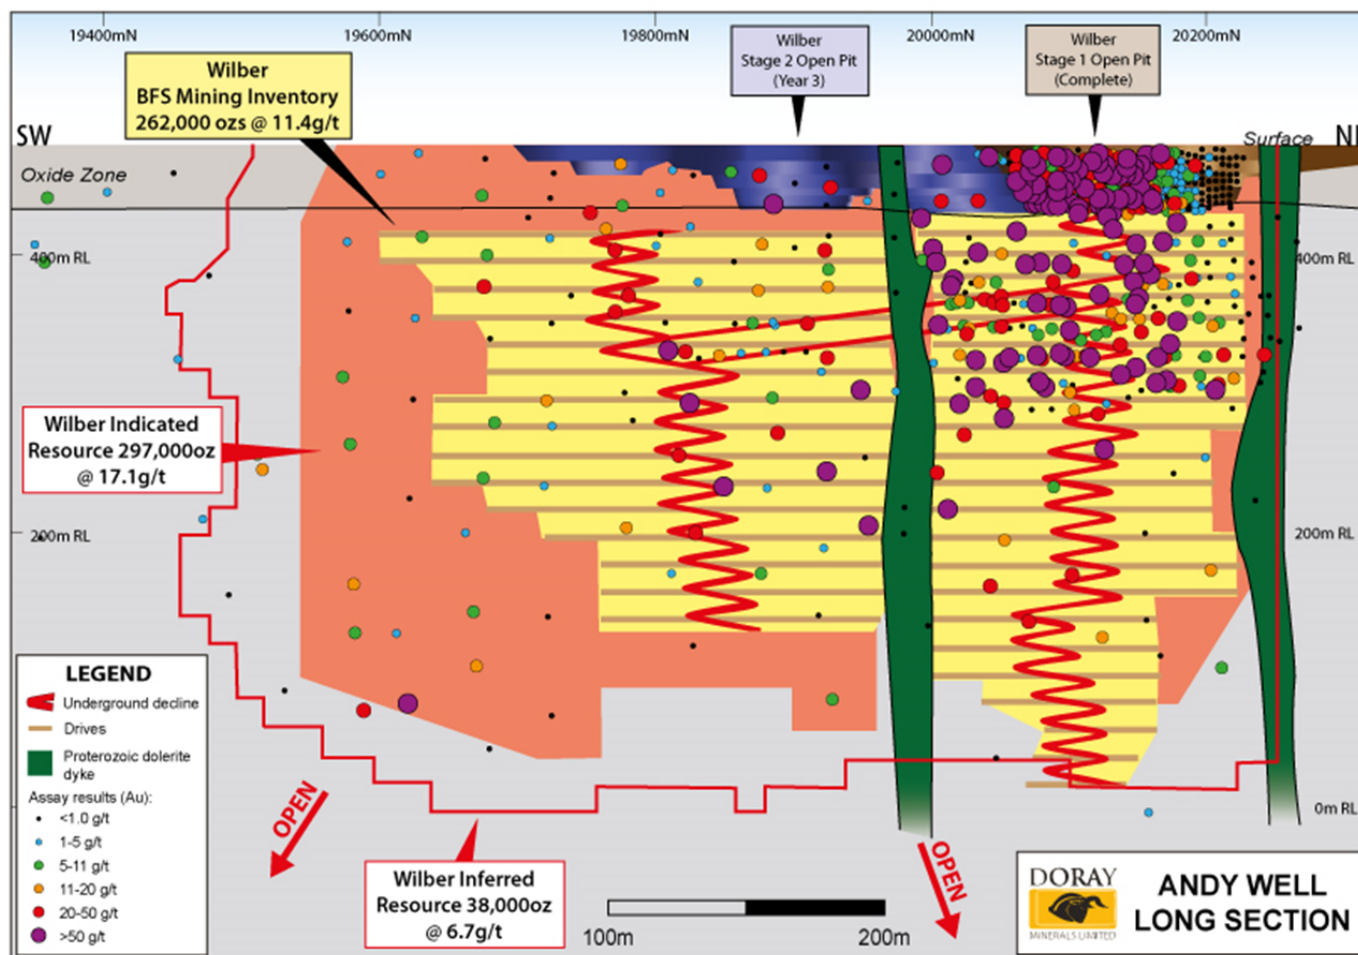 19400mN
19600mN
19800mN
20000mN
20200mN
Wilber
BFS Mining Inventory
262,000 ozs @ 11.4g/t
Wilber
Stage 2 Open Pit
(Year 3)
Wilber
Stage 1 Open Pit
(Complete)
SW
Surface
Oxide Zone
400m RL
400m RL
Wilber Indicated
Resource 297,000oz
@ 17.1g/t
200m RL
200m RL
LEGEND
Underground decline
Drives
Proterozoic dolerite
dyke
Assay results (Au):
<1.0 g/t
1-5 g/t
5-11 g/t
11-20 g/t
20-50 g/t
>50 g/t
OPEN
OPEN
0m RL
Wilber Inferred
Resource 38,000oz
@ 6.7g/t
100m
200m
DORAY
MINERALS LIMITED
ANDY WELL
LONG SECTION